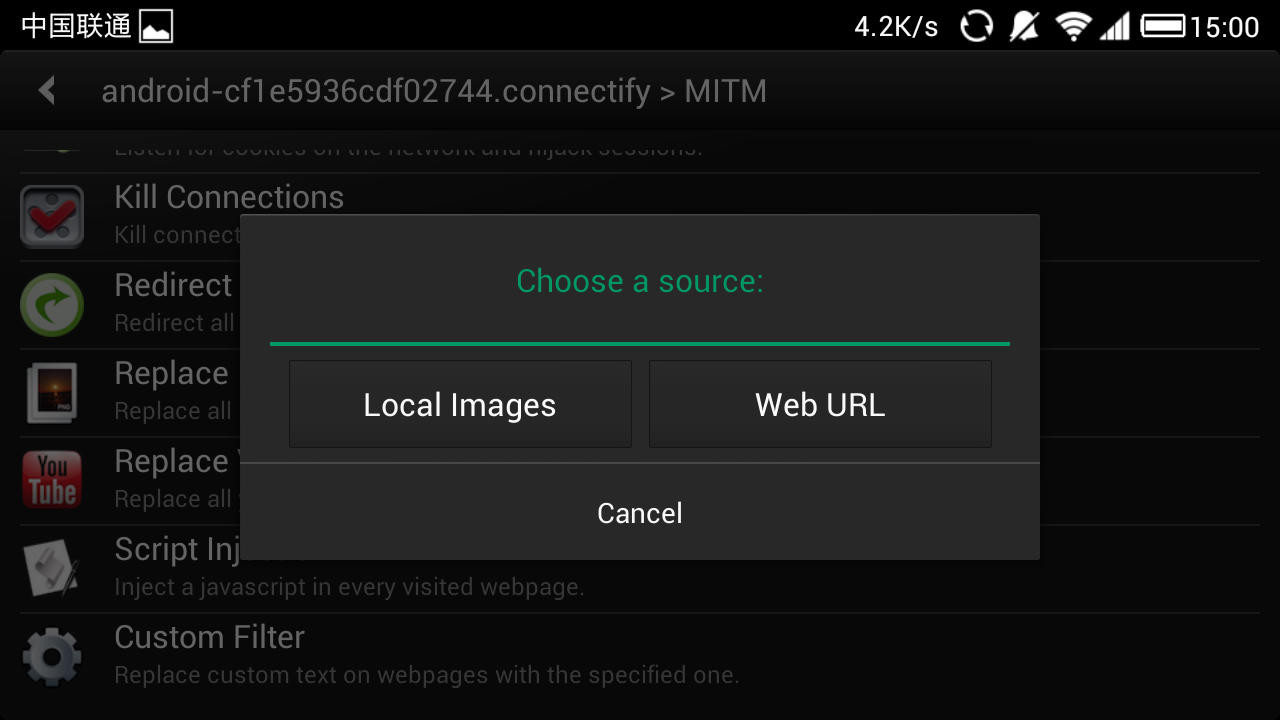 中国联通 4.2K/s 15:00
android-cf1e5936cdf02744.connectify > MITM
Listen for cookies on the network and hijack sessions.
Kill Connections
Kill connect
Redirect
Redirect all
Replace
Replace all
PNG
You
Tube
Replace
Replace all
Choose a source:
Local Images Web URL
Cancel
Script Inj
Inject a javascript in every visited webpage.
Custom Filter
Replace custom text on webpages with the specified one.